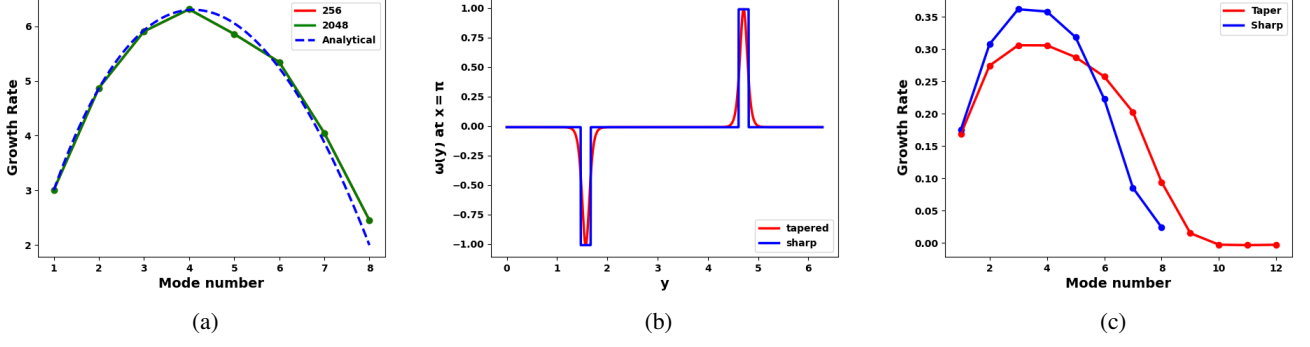 6
5
4
3
2
Growth Rate
1 2 3 4 5 6 7 8
Mode number
256
2048
Analytical
(a)
1.00
0.75
0.50
0.25
0.00
−0.25
−0.50
−0.75
−1.00
ω(y) at x = π
0 1 2 3 4 5 6
y
tapered
sharp
(b)
0.35
0.30
0.25
0.20
0.15
0.10
0.05
0.00
Growth Rate
2 4 6 8 10 12
Mode number
Taper
Sharp
(c)